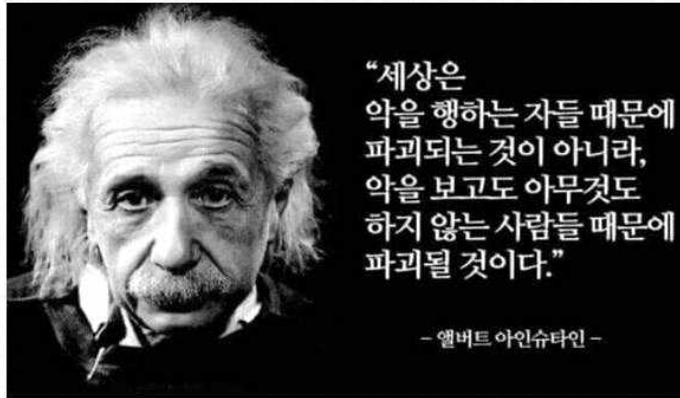 “세상은
악을 행하는 자들 때문에
파괴되는 것이 아니라,
악을 보고도 아무것도
하지 않는 사람들 때문에
파괴될 것이다.”
– 앨버트 아인슈타인 –